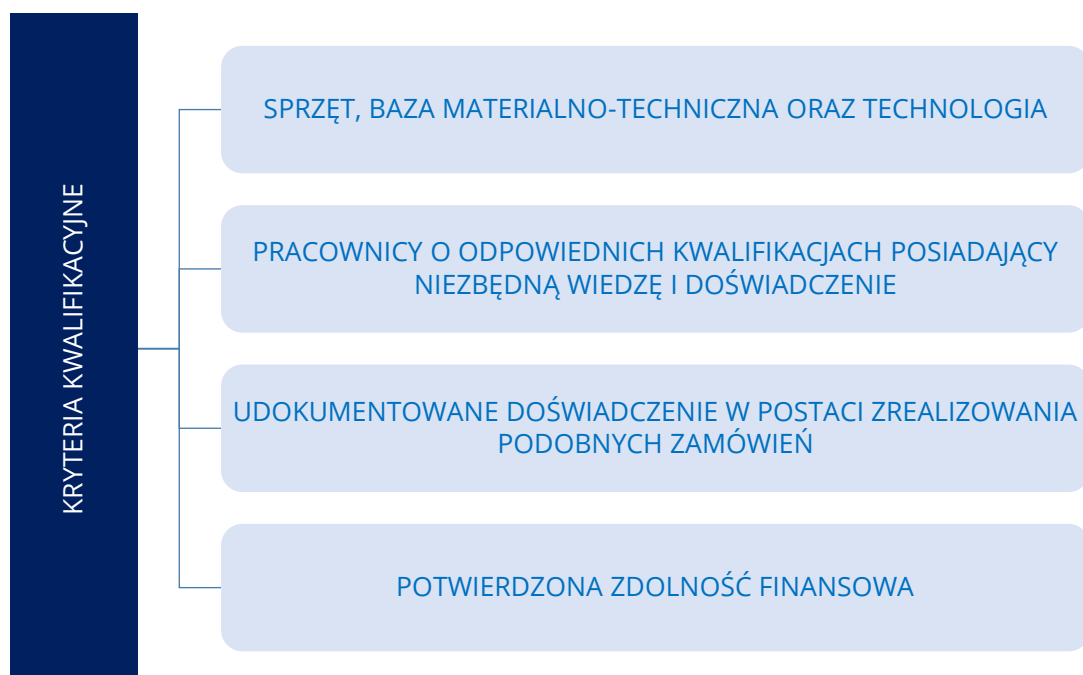 KRYTERIA KWALIFIKACYJNE
SPRZĘT, BAZA MATERIALNO-TECHNICZNA ORAZ TECHNOLOGIA
PRACOWNICY O ODPOWIEDNICH KWALIFIKACJACH POSIADAJĄCY
NIEZBĘDNĄ WIEDZĘ I DOŚWIADCZENIE
UDOKUMENTOWANE DOŚWIADCZENIE W POSTACI ZREALIZOWANIA
PODOBNYCH ZAMÓWIEŃ
POTWIERDZONA ZDOLNOŚĆ FINANSOWA